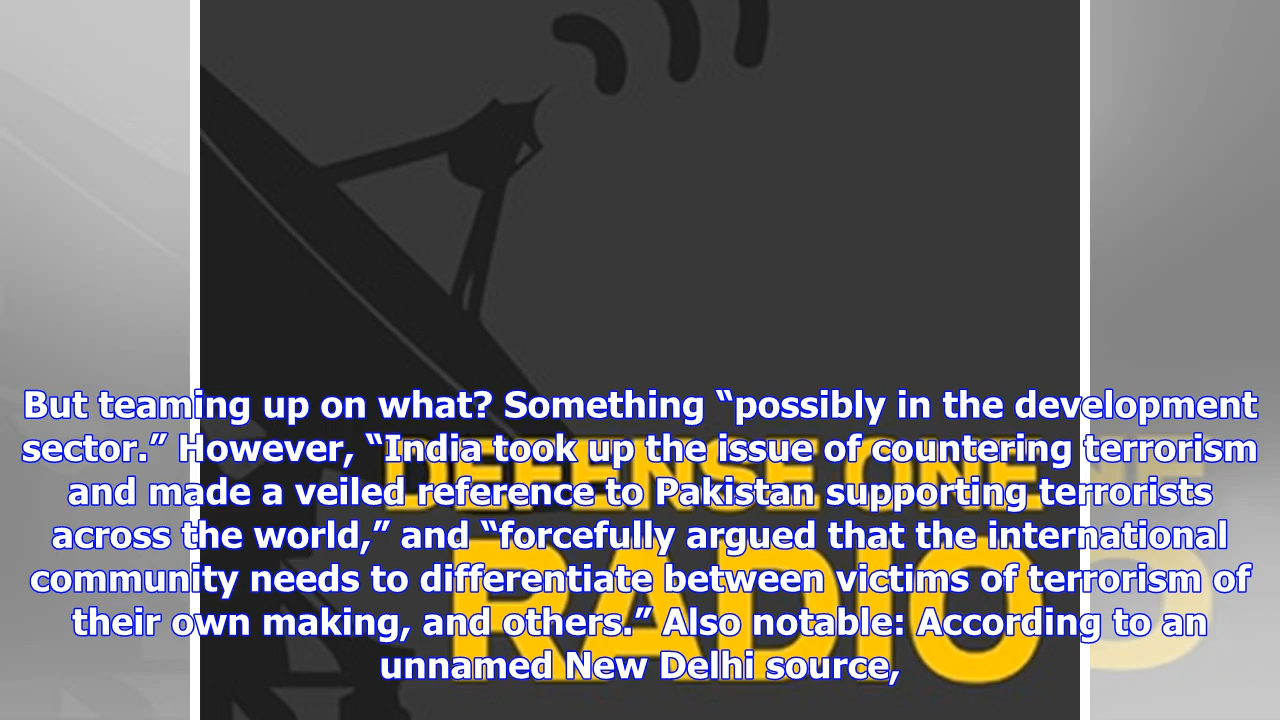 But teaming up on what? Something “possibly in the development
sector.” However, “India took up the issue of countering terrorism
and made a veiled reference to Pakistan supporting terrorists
across the world,” and “forcefully argued that the international
community needs to differentiate between victims of terrorism of
their own making, and others.” Also notable: According to an
unnamed New Delhi source,
DEFENSE ONE
RADIO